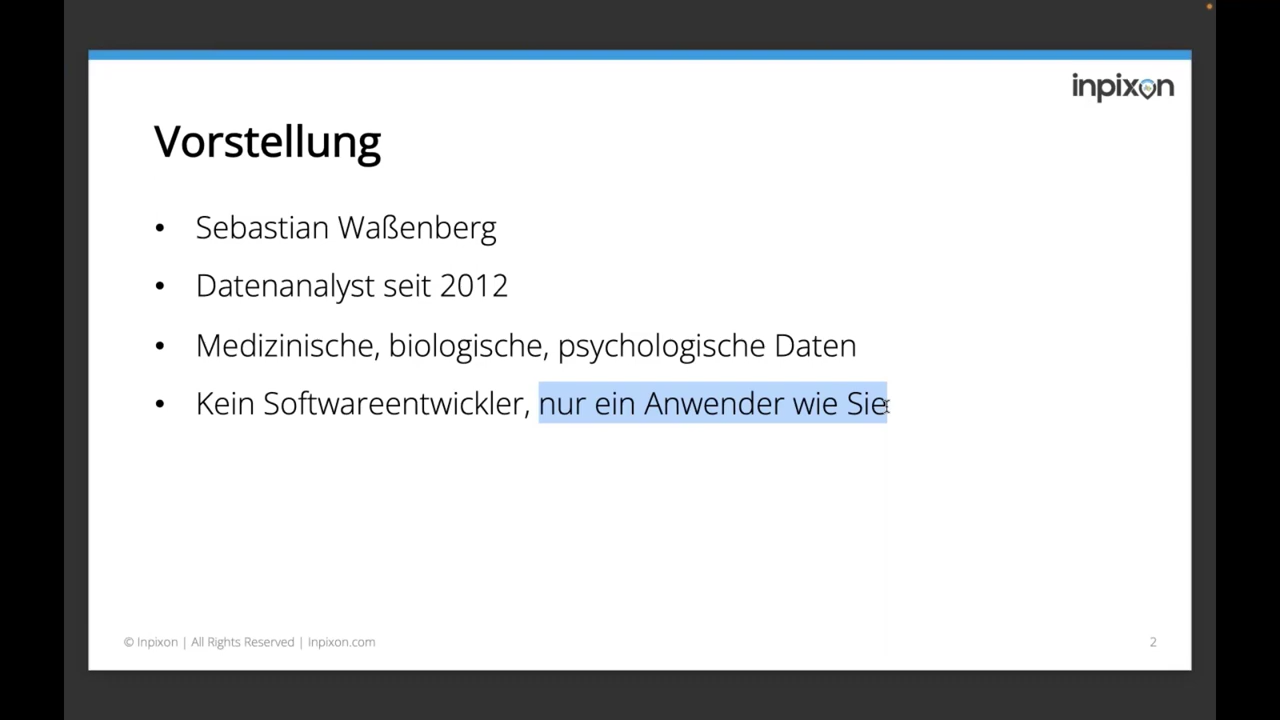 inpixon
Vorstellung
• Sebastian Waßenberg
• Datenanalyst seit 2012
• Medizinische, biologische, psychologische Daten
• Kein Softwareentwickler, nur ein Anwender wie Sie
© Inpixon | All Rights Reserved | Inpixon.com
2